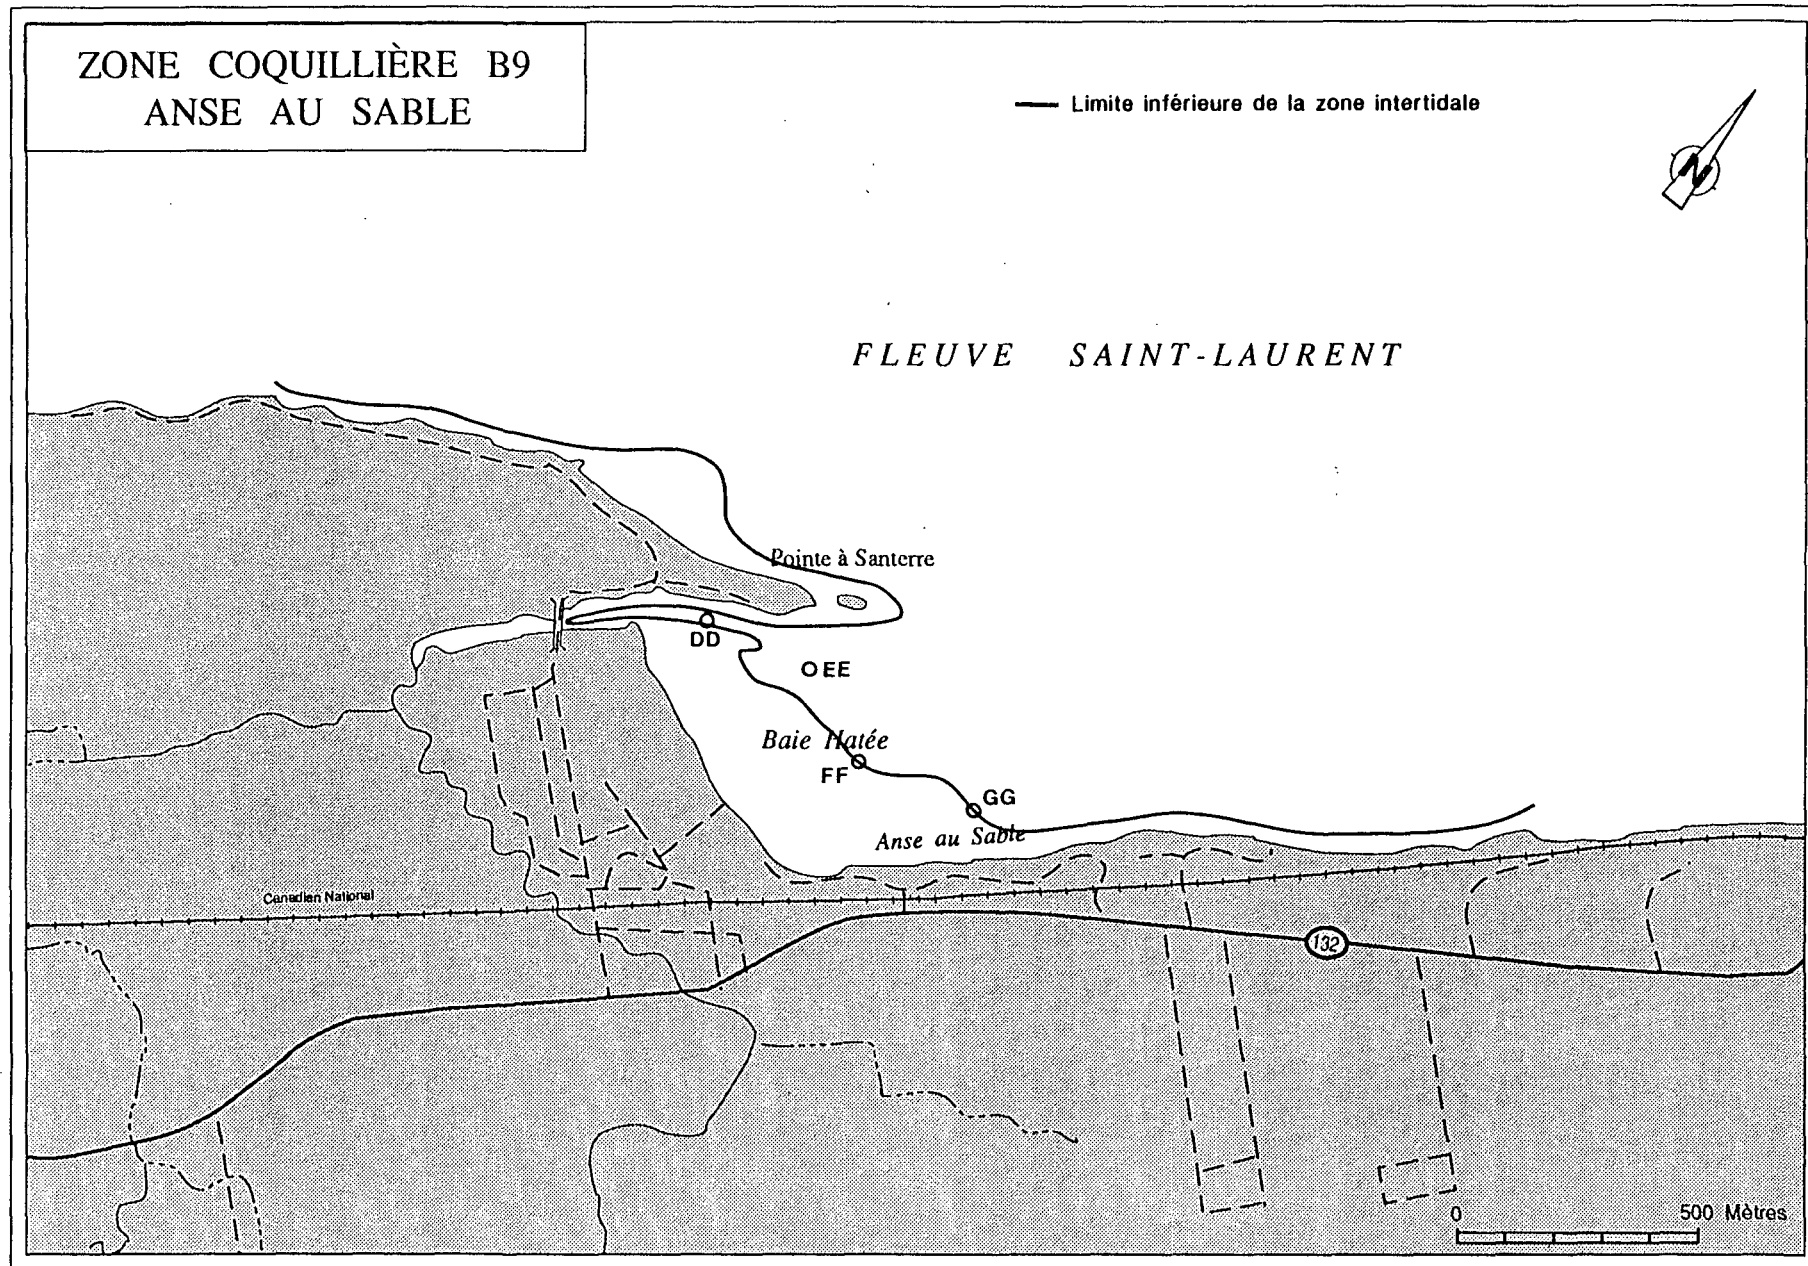 ZONE COQUILLIÈRE B9
ANSE AU SABLE
Limite inférieure de la zone intertidale
N
FLEUVE SAINT-LAURENT
Pointe à Santerre
DD
EE
Baie Hatée
FF
GG
Anse au Sable
Canadien National
132
0 500 Mètres